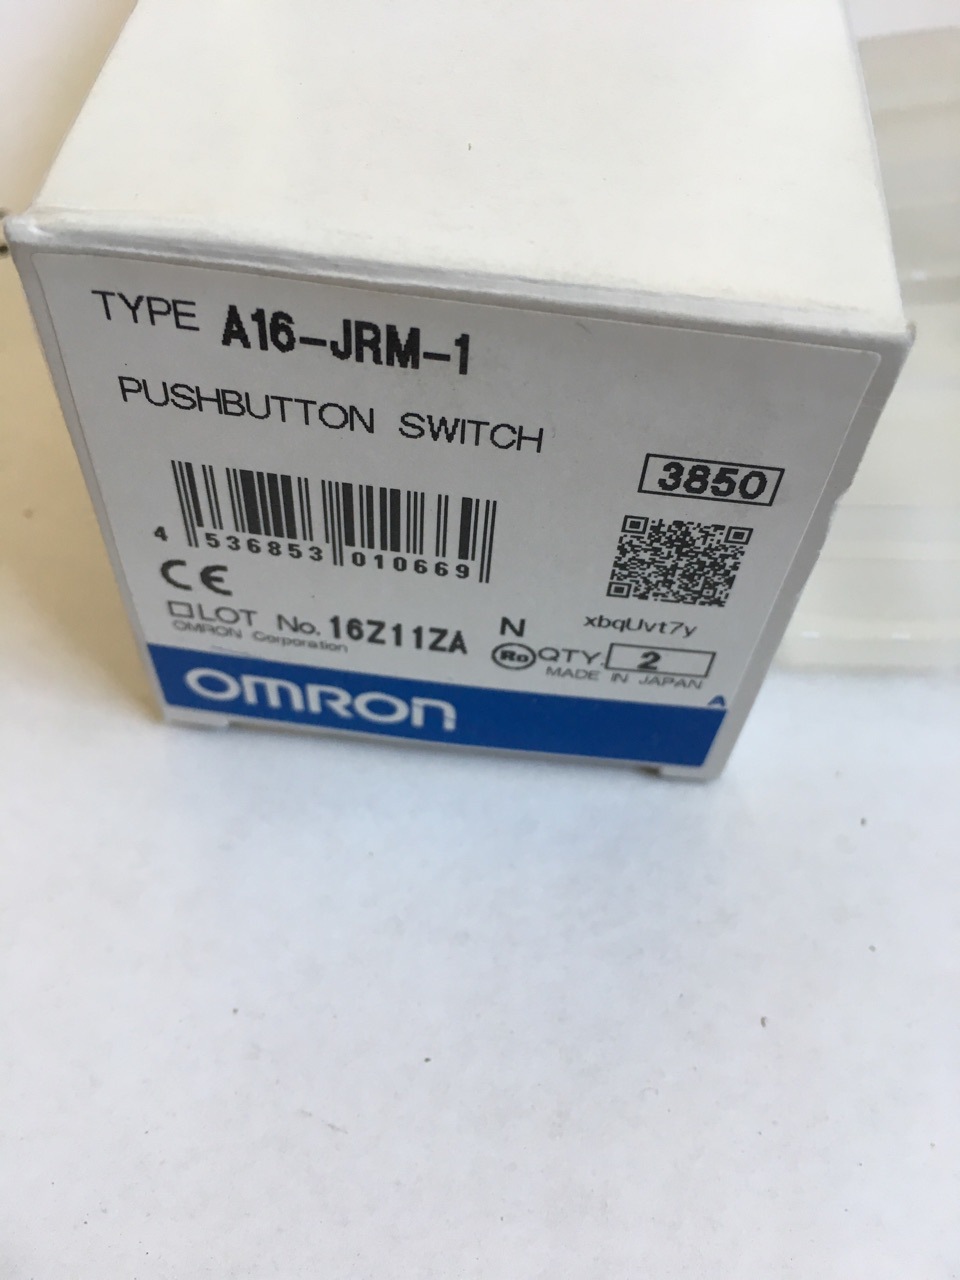 TYPE A16-JRM-1
PUSHBUTTON SWITCH
3850
4 536853 010669
CE
LOT No. 16Z11ZA N
xbqUvt7y
OMRON Corporation
Ro QTY. 2
MADE IN JAPAN
OMRON
A